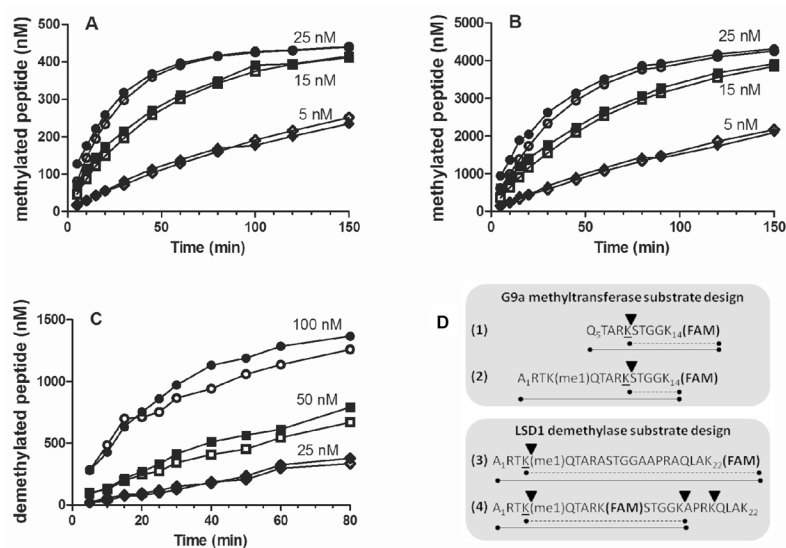 A
methylated peptide (nM)
500
400
300
200
100
0
25 nM
15 nM
5 nM
0 50 100 150
Time (min)
B
methylated peptide (nM)
5000
4000
3000
2000
1000
0
25 nM
15 nM
5 nM
0 50 100 150
Time (min)
C
demethylated peptide (nM)
1500
1000
500
0
100 nM
50 nM
25 nM
0 20 40 60 80
Time (min)
D
G9a methyltransferase substrate design
(1) Q5TARKSTGGK14(FAM)
(2) A1RTK(me1)QTARKSTGGK14(FAM)
LSD1 demethylase substrate design
(3) A1RTK(me1)QTARASTGGAAPRAQLAK22(FAM)
(4) A1RTK(me1)QTARK(FAM)STGGKAPRKQLAK22